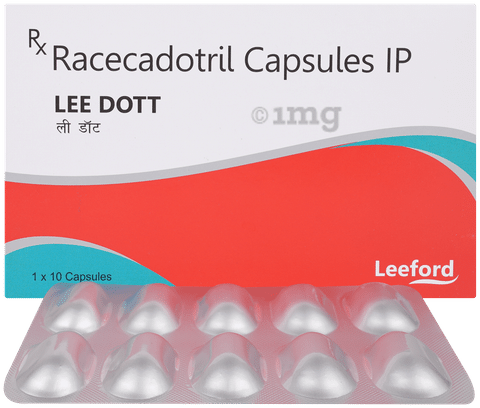 Rx Racecadotril Capsules IP
LEE DOTT
ली डॉट
©1mg
1 x 10 Capsules
Leeford